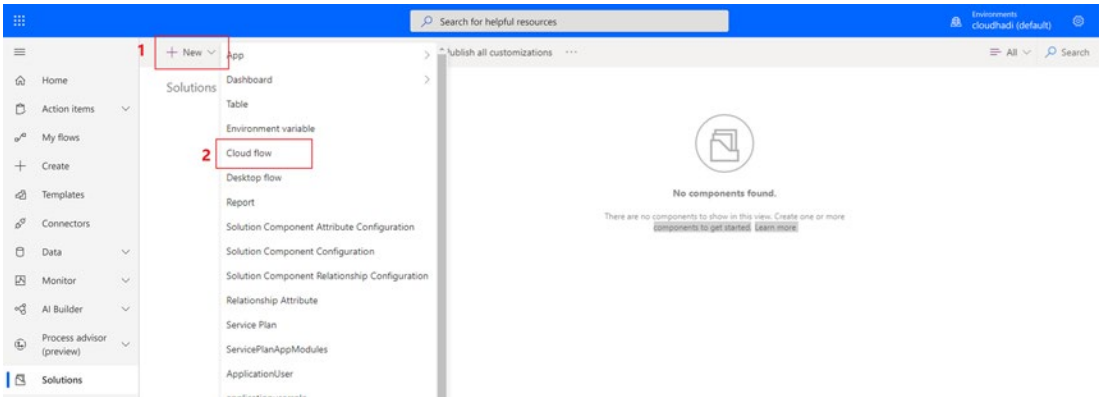 Search for helpful resources
Environments
cloudhadi (default)
1
New
Publish all customizations
All
Search
Home
Action items
My flows
Create
Templates
Connectors
Data
Monitor
AI Builder
Process advisor
(preview)
Solutions
Solutions
App
Dashboard
Table
Environment variable
2
Cloud flow
Desktop flow
Report
Solution Component Attribute Configuration
Solution Component Configuration
Solution Component Relationship Configuration
Relationship Attribute
Service Plan
ServicePlanAppModules
ApplicationUser
No components found.
There are no components to show in this view. Create one or more
components to get started. Learn more